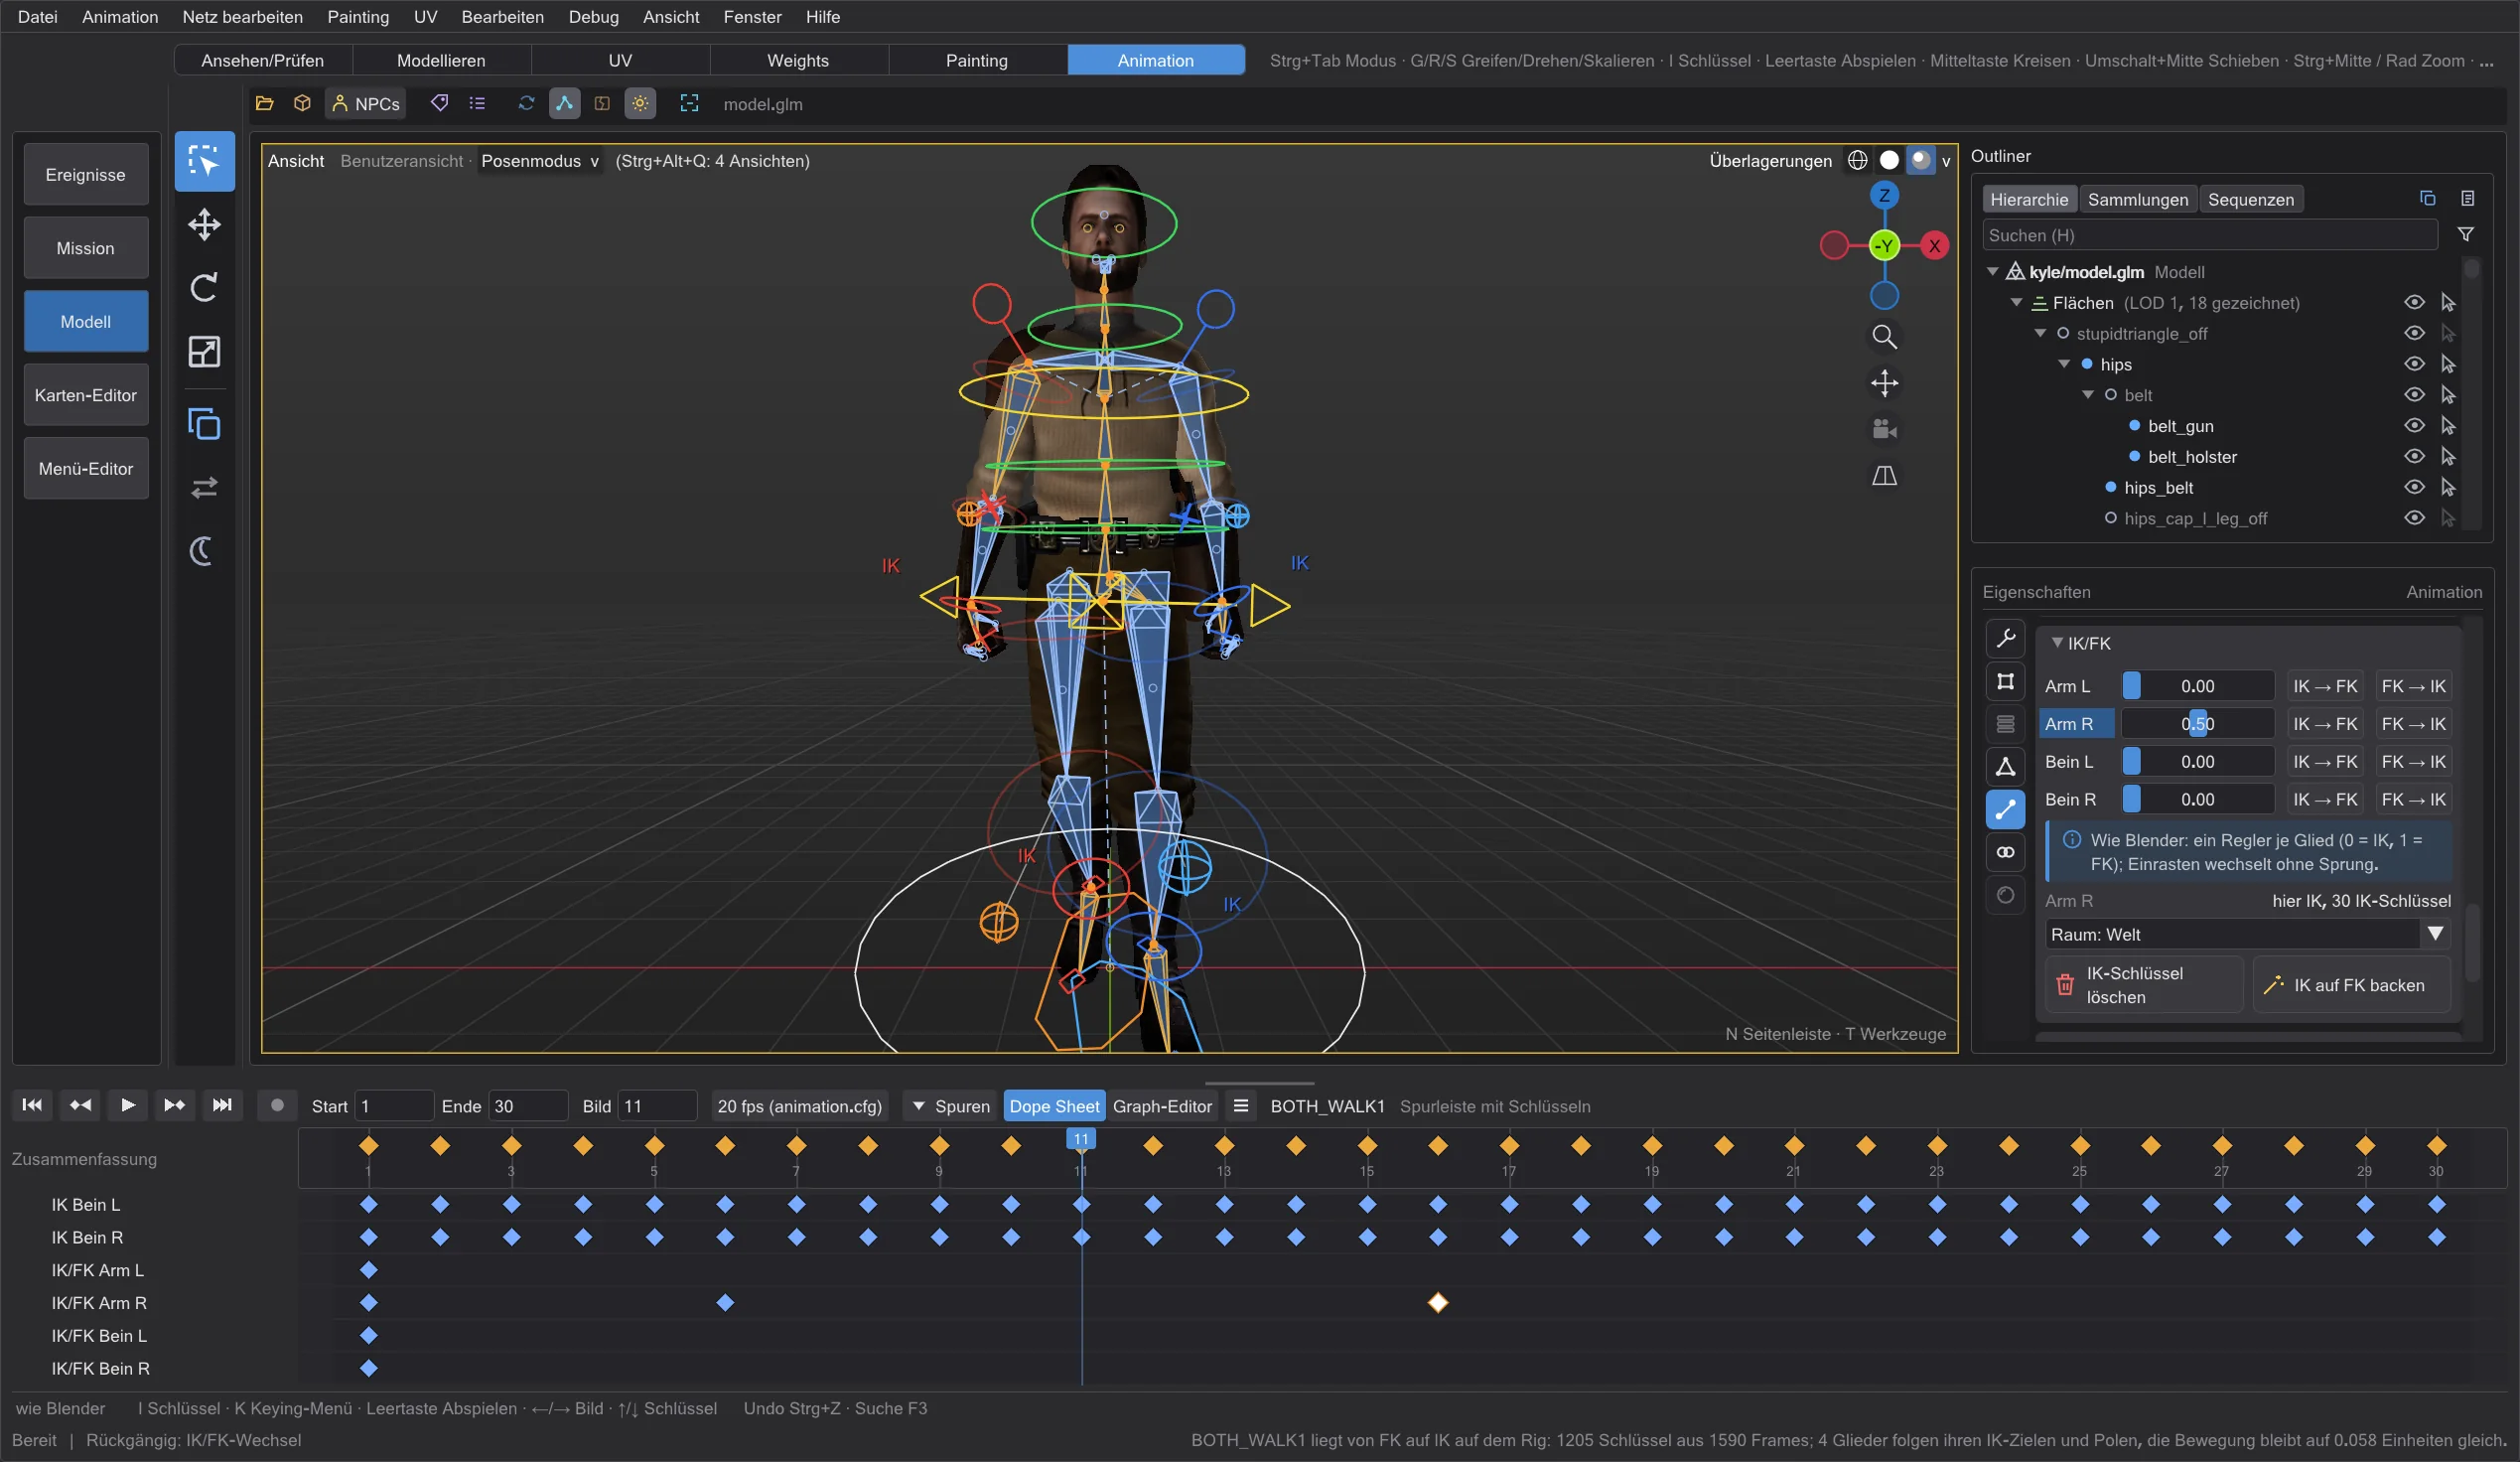 Datei Animation Netz bearbeiten Painting UV Bearbeiten Debug Ansicht Fenster Hilfe
Ansehen/Prüfen Modellieren UV Weights Painting Animation Strg+Tab Modus · G/R/S Greifen/Drehen/Skalieren · I Schlüssel · Leertaste Abspielen · Mitteltaste Kreisen · Umschalt+Mitte Schieben · Strg+Mitte / Rad Zoom · ...
NPCs model.glm
Ereignisse
Mission
Modell
Karten-Editor
Menü-Editor
Ansicht Benutzeransicht · Posenmodus v (Strg+Alt+Q: 4 Ansichten) Überlagerungen v
Z
-Y X
IK IK
IK
IK
N Seitenleiste · T Werkzeuge
Outliner
Hierarchie Sammlungen Sequenzen
Suchen (H)
kyle/model.glm Modell
Flächen (LOD 1, 18 gezeichnet)
stupidtriangle_off
hips
belt
belt_gun
belt_holster
hips_belt
hips_cap_l_leg_off
Eigenschaften Animation
IK/FK
Arm L 0.00 IK → FK FK → IK
Arm R 0.50 IK → FK FK → IK
Bein L 0.00 IK → FK FK → IK
Bein R 0.00 IK → FK FK → IK
Wie Blender: ein Regler je Glied (0 = IK, 1 =
FK); Einrasten wechselt ohne Sprung.
Arm R hier IK, 30 IK-Schlüssel
Raum: Welt
IK-Schlüssel
löschen
IK auf FK backen
Start 1 Ende 30 Bild 11 20 fps (animation.cfg) Spuren Dope Sheet Graph-Editor BOTH_WALK1 Spurleiste mit Schlüsseln
11
Zusammenfassung
1 3 5 7 9 11 13 15 17 19 21 23 25 27 29 30
IK Bein L
IK Bein R
IK/FK Arm L
IK/FK Arm R
IK/FK Bein L
IK/FK Bein R
wie Blender I Schlüssel · K Keying-Menü · Leertaste Abspielen · ←/→ Bild · ↑/↓ Schlüssel Undo Strg+Z · Suche F3
Bereit | Rückgängig: IK/FK-Wechsel BOTH_WALK1 liegt von FK auf IK auf dem Rig: 1205 Schlüssel aus 1590 Frames; 4 Glieder folgen ihren IK-Zielen und Polen, die Bewegung bleibt auf 0.058 Einheiten gleich.